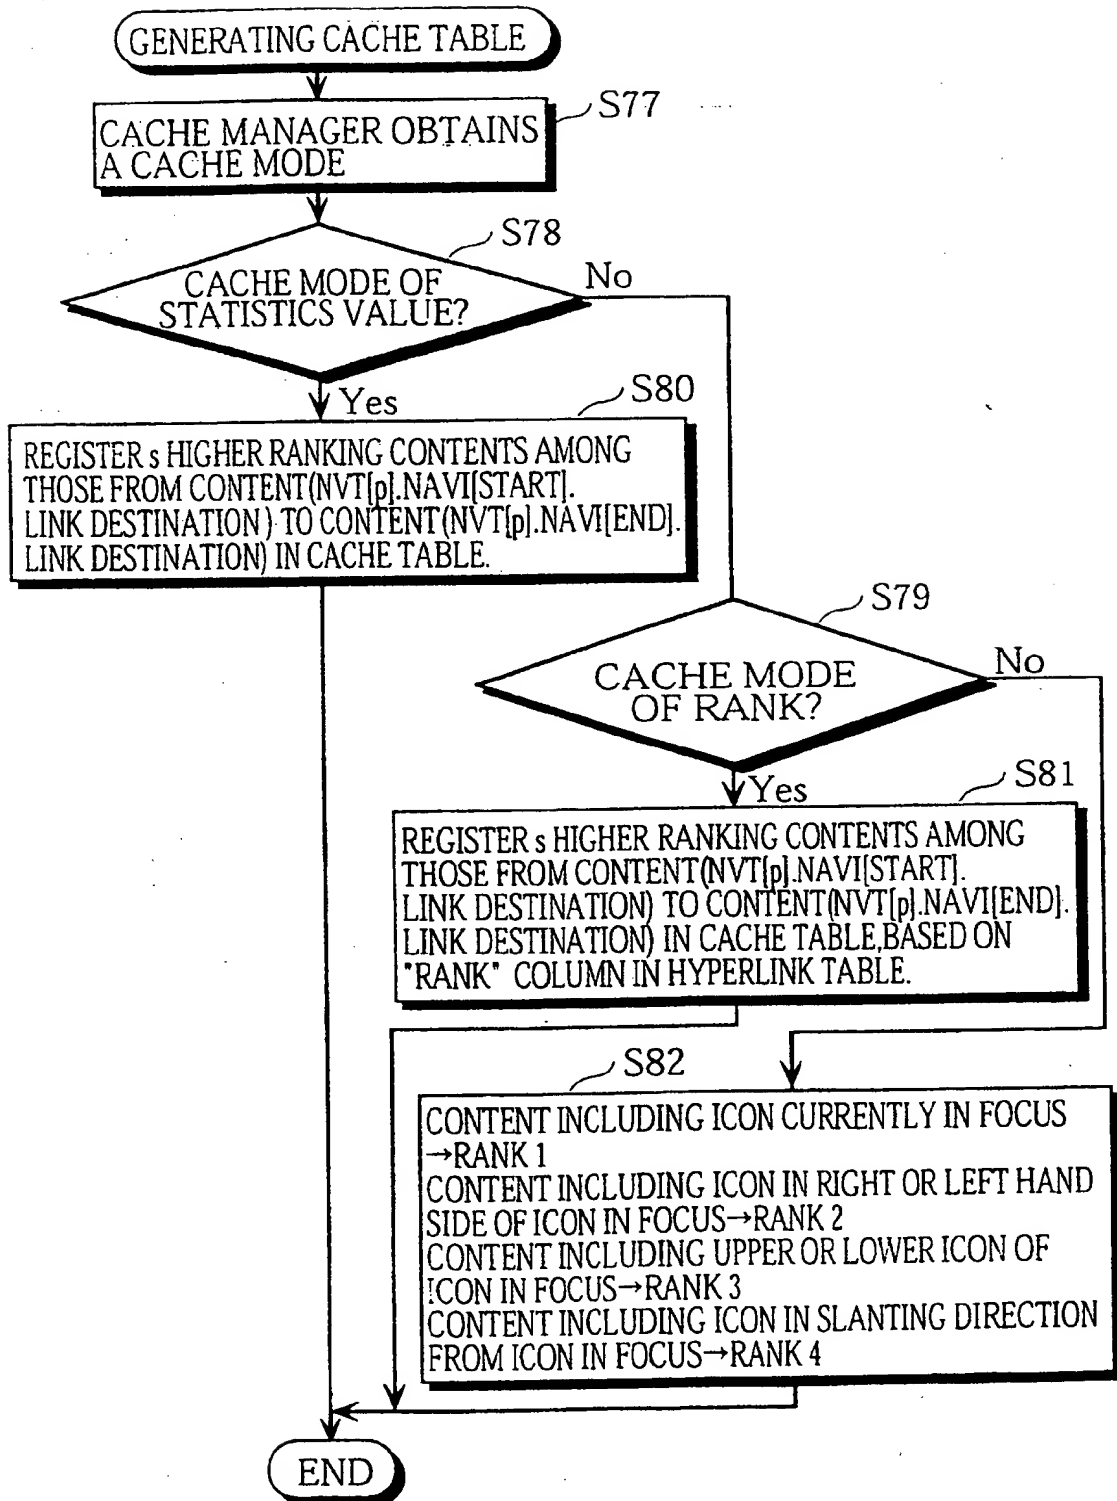 GENERATING CACHE TABLE
S77
CACHE MANAGER OBTAINS
A CACHE MODE
S78
CACHE MODE OF
STATISTICS VALUE?
No
Yes
S80
REGISTER s HIGHER RANKING CONTENTS AMONG
THOSE FROM CONTENT(NVT[p].NAVI[START].
LINK DESTINATION) TO CONTENT(NVT[p].NAVI[END].
LINK DESTINATION) IN CACHE TABLE.
S79
CACHE MODE
OF RANK?
No
Yes
S81
REGISTER s HIGHER RANKING CONTENTS AMONG
THOSE FROM CONTENT(NVT[p].NAVI[START].
LINK DESTINATION) TO CONTENT(NVT[p].NAVI[END].
LINK DESTINATION) IN CACHE TABLE,BASED ON
"RANK" COLUMN IN HYPERLINK TABLE.
S82
CONTENT INCLUDING ICON CURRENTLY IN FOCUS
→RANK 1
CONTENT INCLUDING ICON IN RIGHT OR LEFT HAND
SIDE OF ICON IN FOCUS→RANK 2
CONTENT INCLUDING UPPER OR LOWER ICON OF
ICON IN FOCUS→RANK 3
CONTENT INCLUDING ICON IN SLANTING DIRECTION
FROM ICON IN FOCUS→RANK 4
END